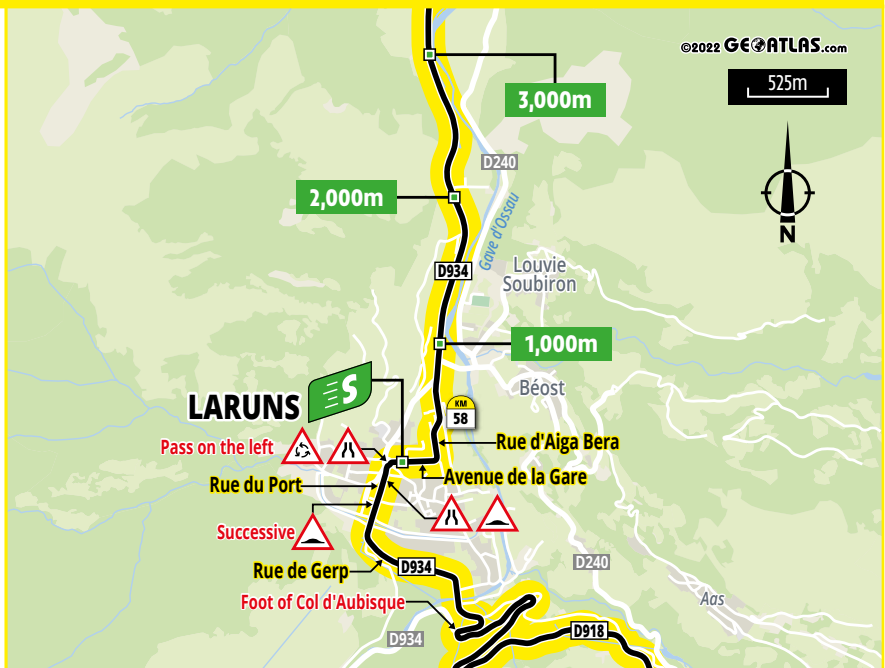 ©2022 GEOATLAS.com
525m
N
3,000m
D240
2,000m
Gave d'Ossau
D934
Louvie
Soubiron
1,000m
Béost
S
LARUNS
KM
58
Rue d'Aiga Bera
Pass on the left
Avenue de la Gare
Rue du Port
Successive
Rue de Gerp
D934
D240
Foot of Col d'Aubisque
Aas
D934
D918